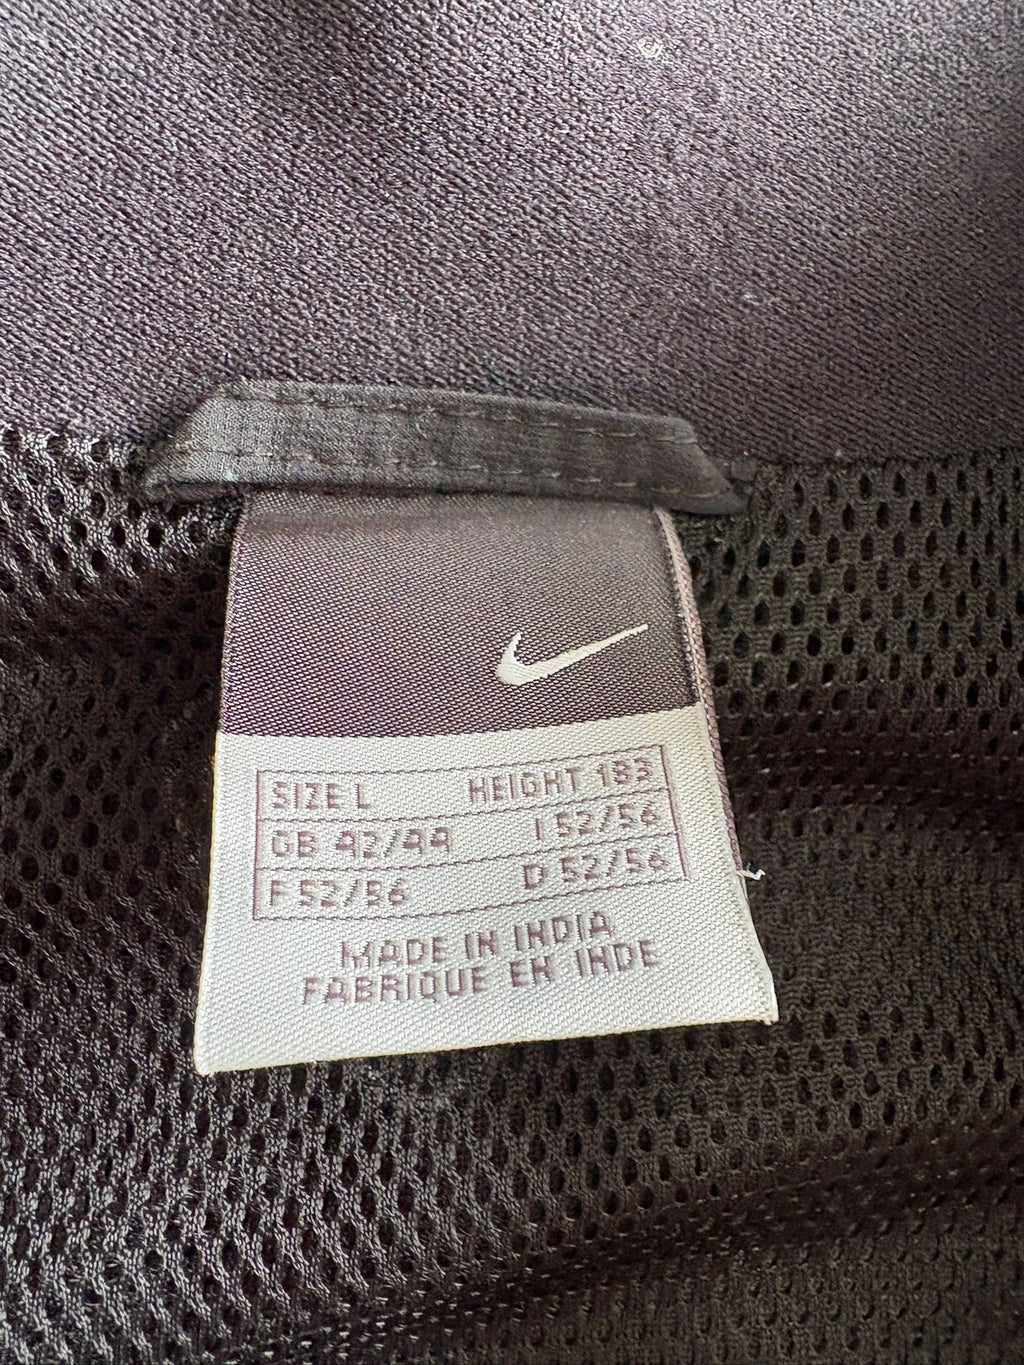 SIZE L HEIGHT 183
GB 42/44 I 52/56
F 52/56 D 52/56
MADE IN INDIA
FABRIQUE EN INDE